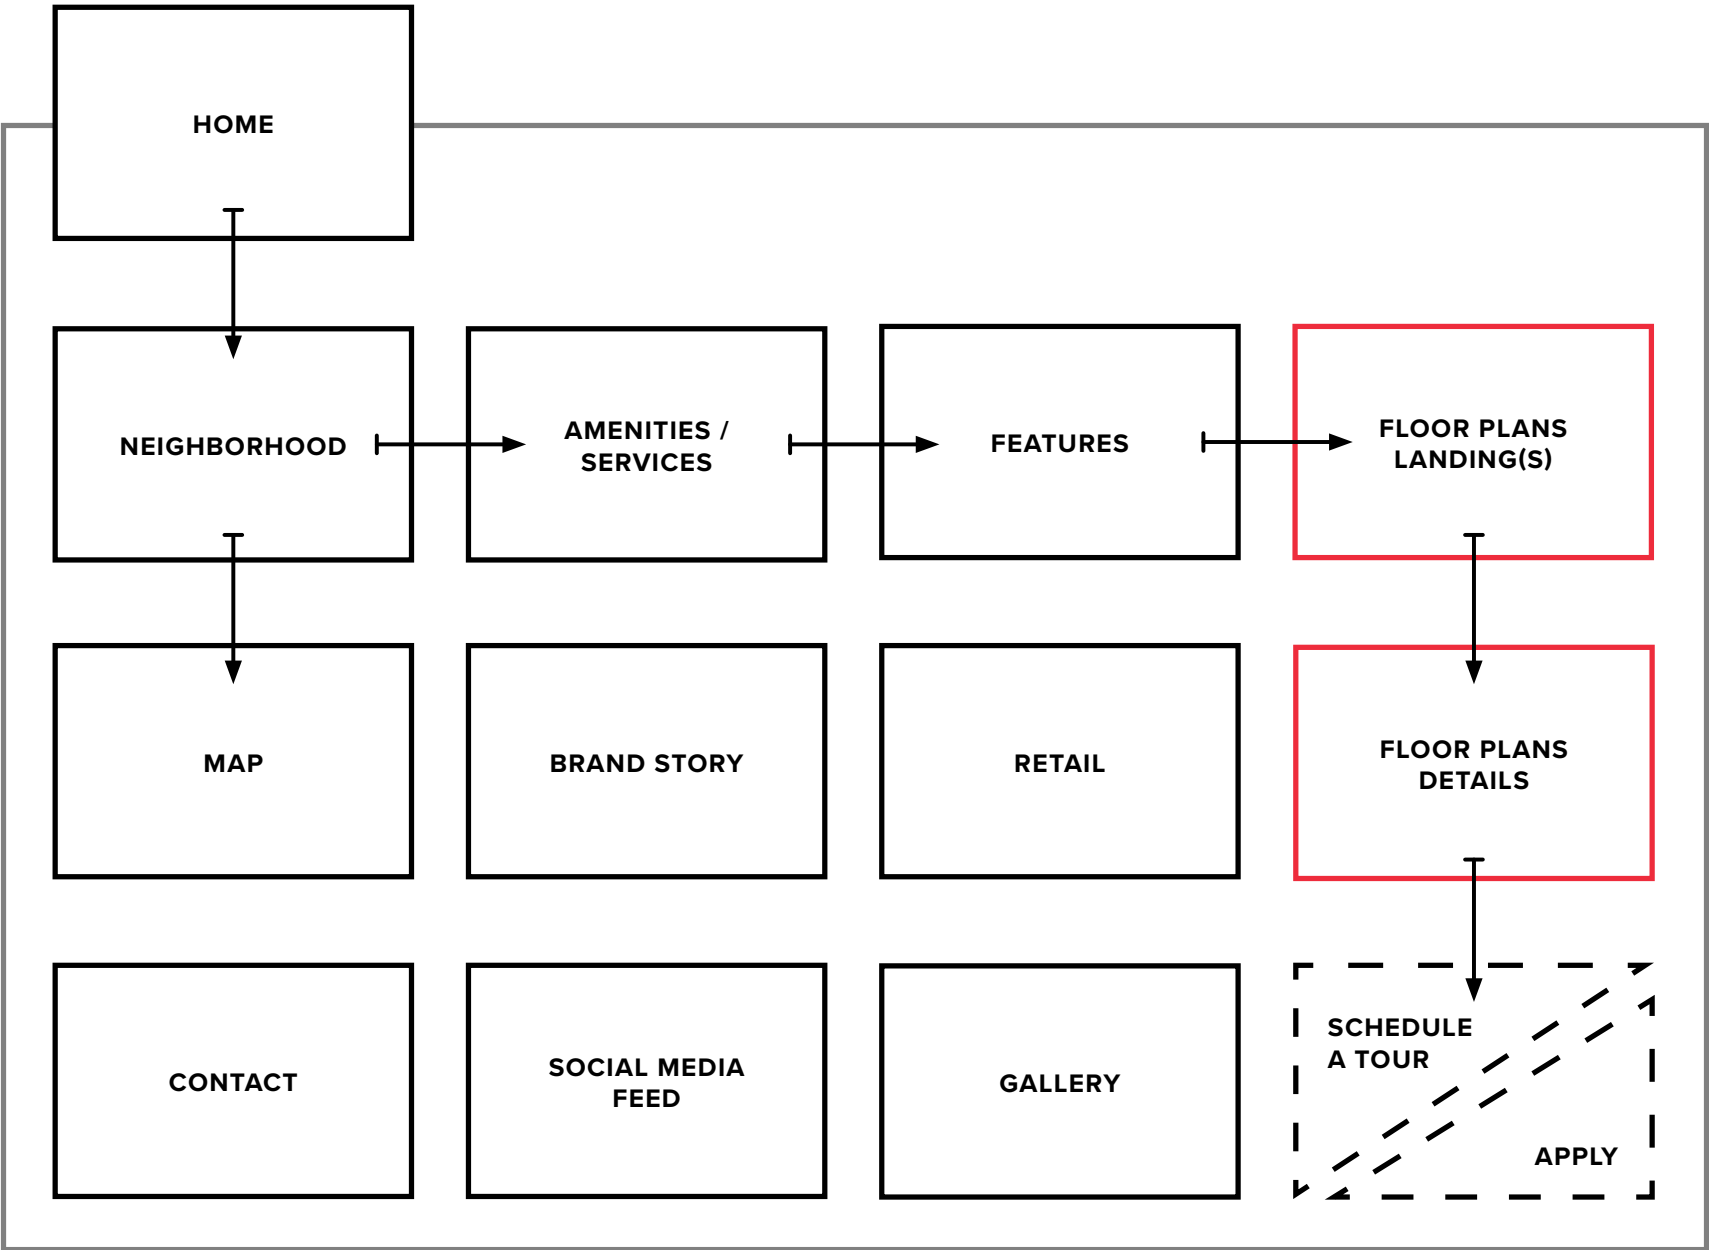 HOME
NEIGHBORHOOD
AMENITIES /
SERVICES
FEATURES
FLOOR PLANS
LANDING(S)
MAP
BRAND STORY
RETAIL
FLOOR PLANS
DETAILS
CONTACT
SOCIAL MEDIA
FEED
GALLERY
SCHEDULE
A TOUR
APPLY